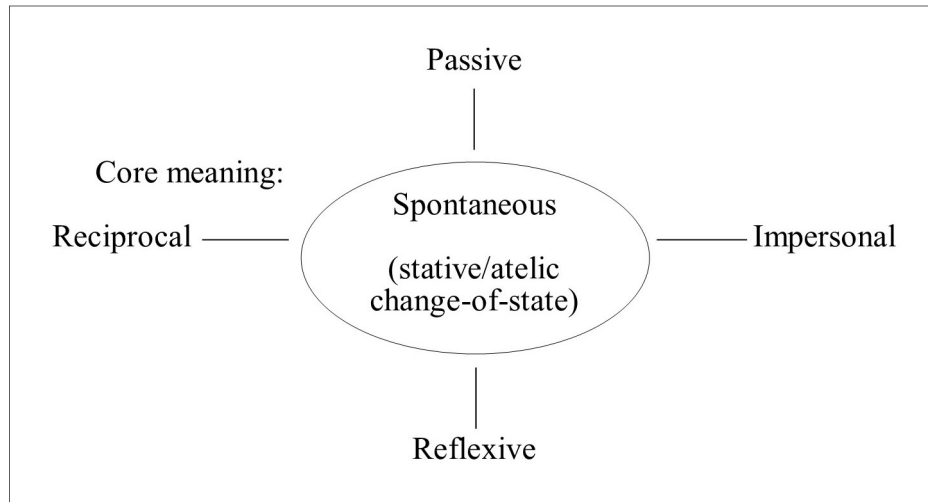 Passive
Core meaning:
Spontaneous
Reciprocal
Impersonal
(stative/atelic
change-of-state)
Reflexive